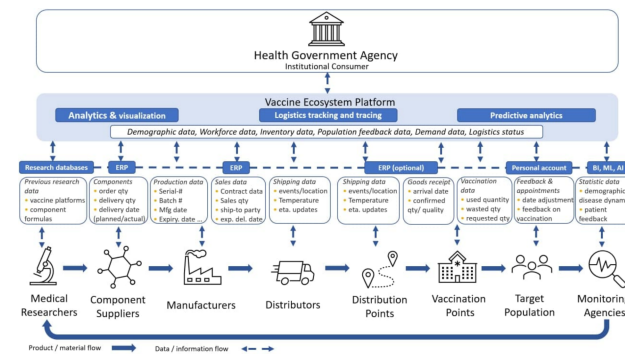 Health Government Agency
Institutional Consumer
Vaccine Ecosystem Platform
Analytics & visualization
Logistics tracking and tracing
Predictive analytics
Demographic data, Workforce data, Inventory data, Population feedback data, Demand data, Logistics status
Research databases
ERP
ERP
ERP (optional)
Personal account
BI, ML, AI
Previous research
data
• vaccine platforms
• component
formulas
Components
• order qty
• delivery qty
• delivery date
(planned/actual)
Production data
• Serial-#
• Batch #
• Mfg date
• Expiry. date ...
Sales data
• Contract data
• Sales qty
• ship-to party
• exp. del. date
Shipping data
• events/location
• Temperature
• eta. updates
Shipping data
• events/location
• Temperature
• eta. updates
Goods receipt
• arrival date
• confirmed
qty/ quality
Vaccination
data
• used quantity
• wasted qty
• requested qty
Feedback &
appointments
• date adjustment
• feedback on
vaccination
Statistic data
• demographic
disease dynam
• patient
feedback
Medical
Researchers
Component
Suppliers
Manufacturers
Distributors
Distribution
Points
Vaccination
Points
Target
Population
Monitoring
Agencies
Product / material flow
Data / information flow